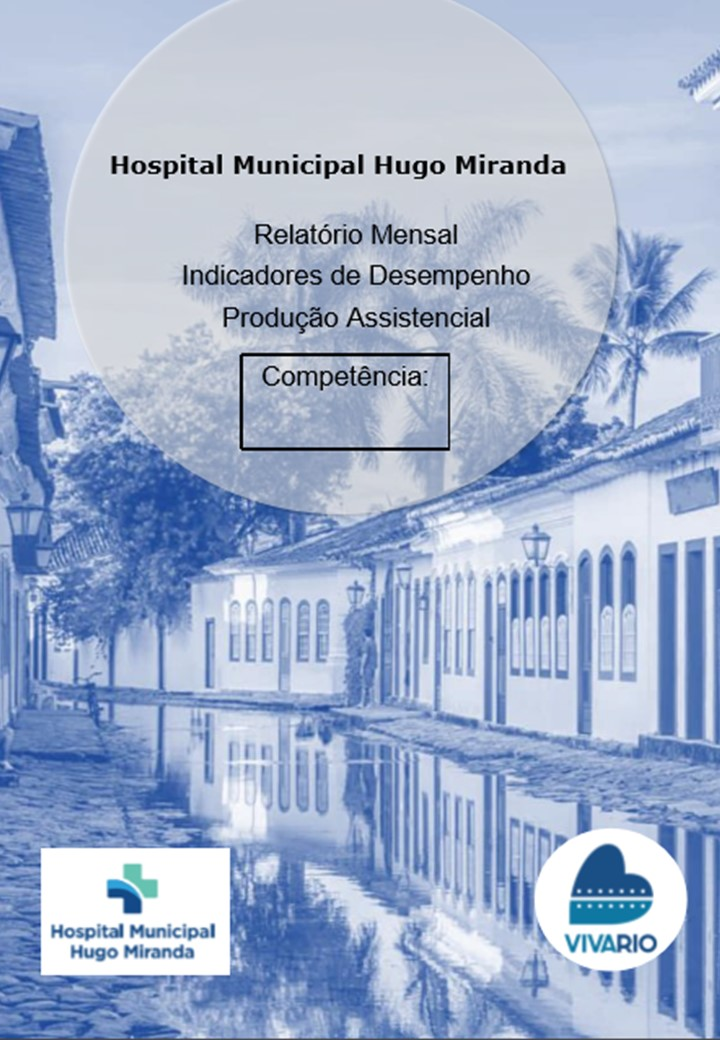 Hospital Municipal Hugo Miranda
Relatório Mensal
Indicadores de Desempenho
Produção Assistencial
Competência:
Hospital Municipal
Hugo Miranda
VIVARIO